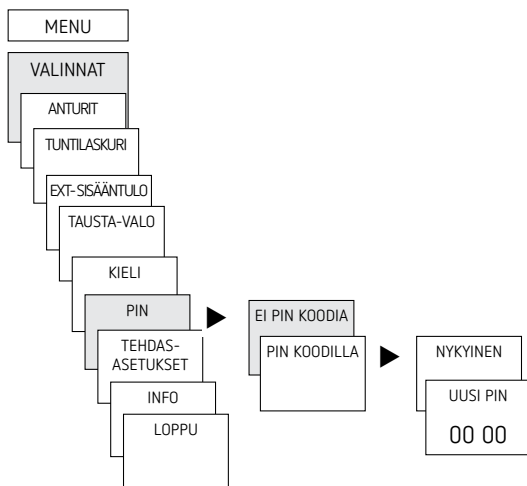 MENU
VALINNAT
ANTURIT
TUNTILASKURI
EXT-SISÄÄNTULO
TAUSTA-VALO
KIELI
PIN
TEHDAS-
ASETUKSET
INFO
LOPPU
EI PIN KOODIA
PIN KOODILLA
NYKYINEN
UUSI PIN
00 00